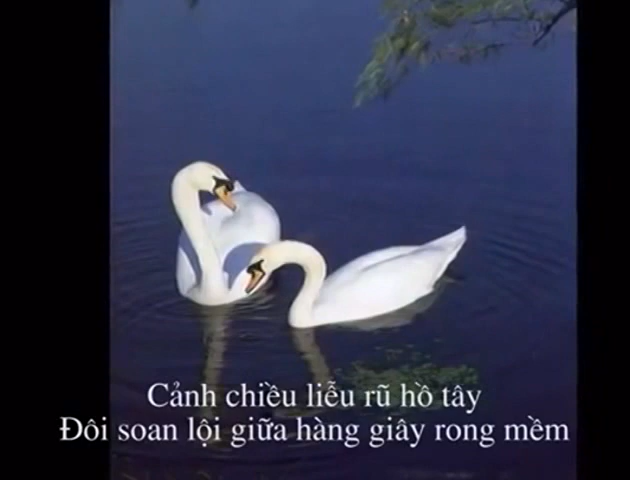 Cảnh chiều liễu rũ hồ tây
Đôi soan lội giữa hàng giây rong mềm